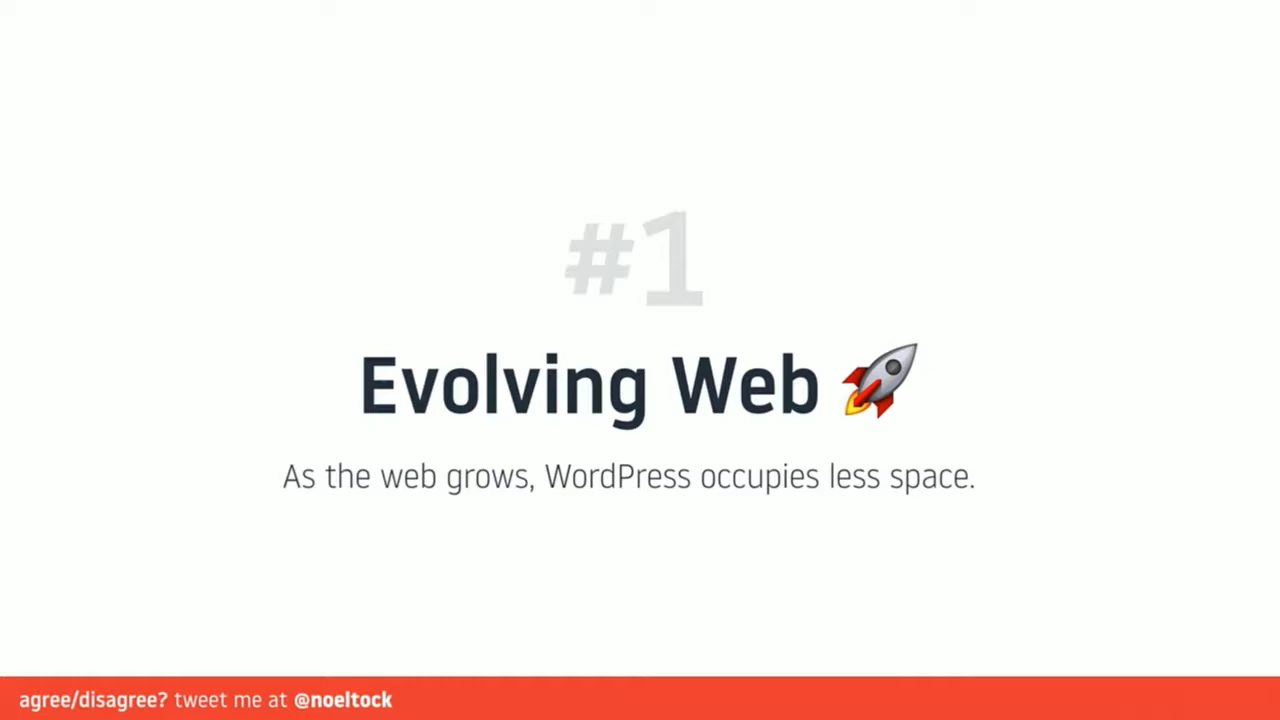 #1
Evolving Web 🚀
As the web grows, WordPress occupies less space.
agree/disagree? tweet me at @noeltock